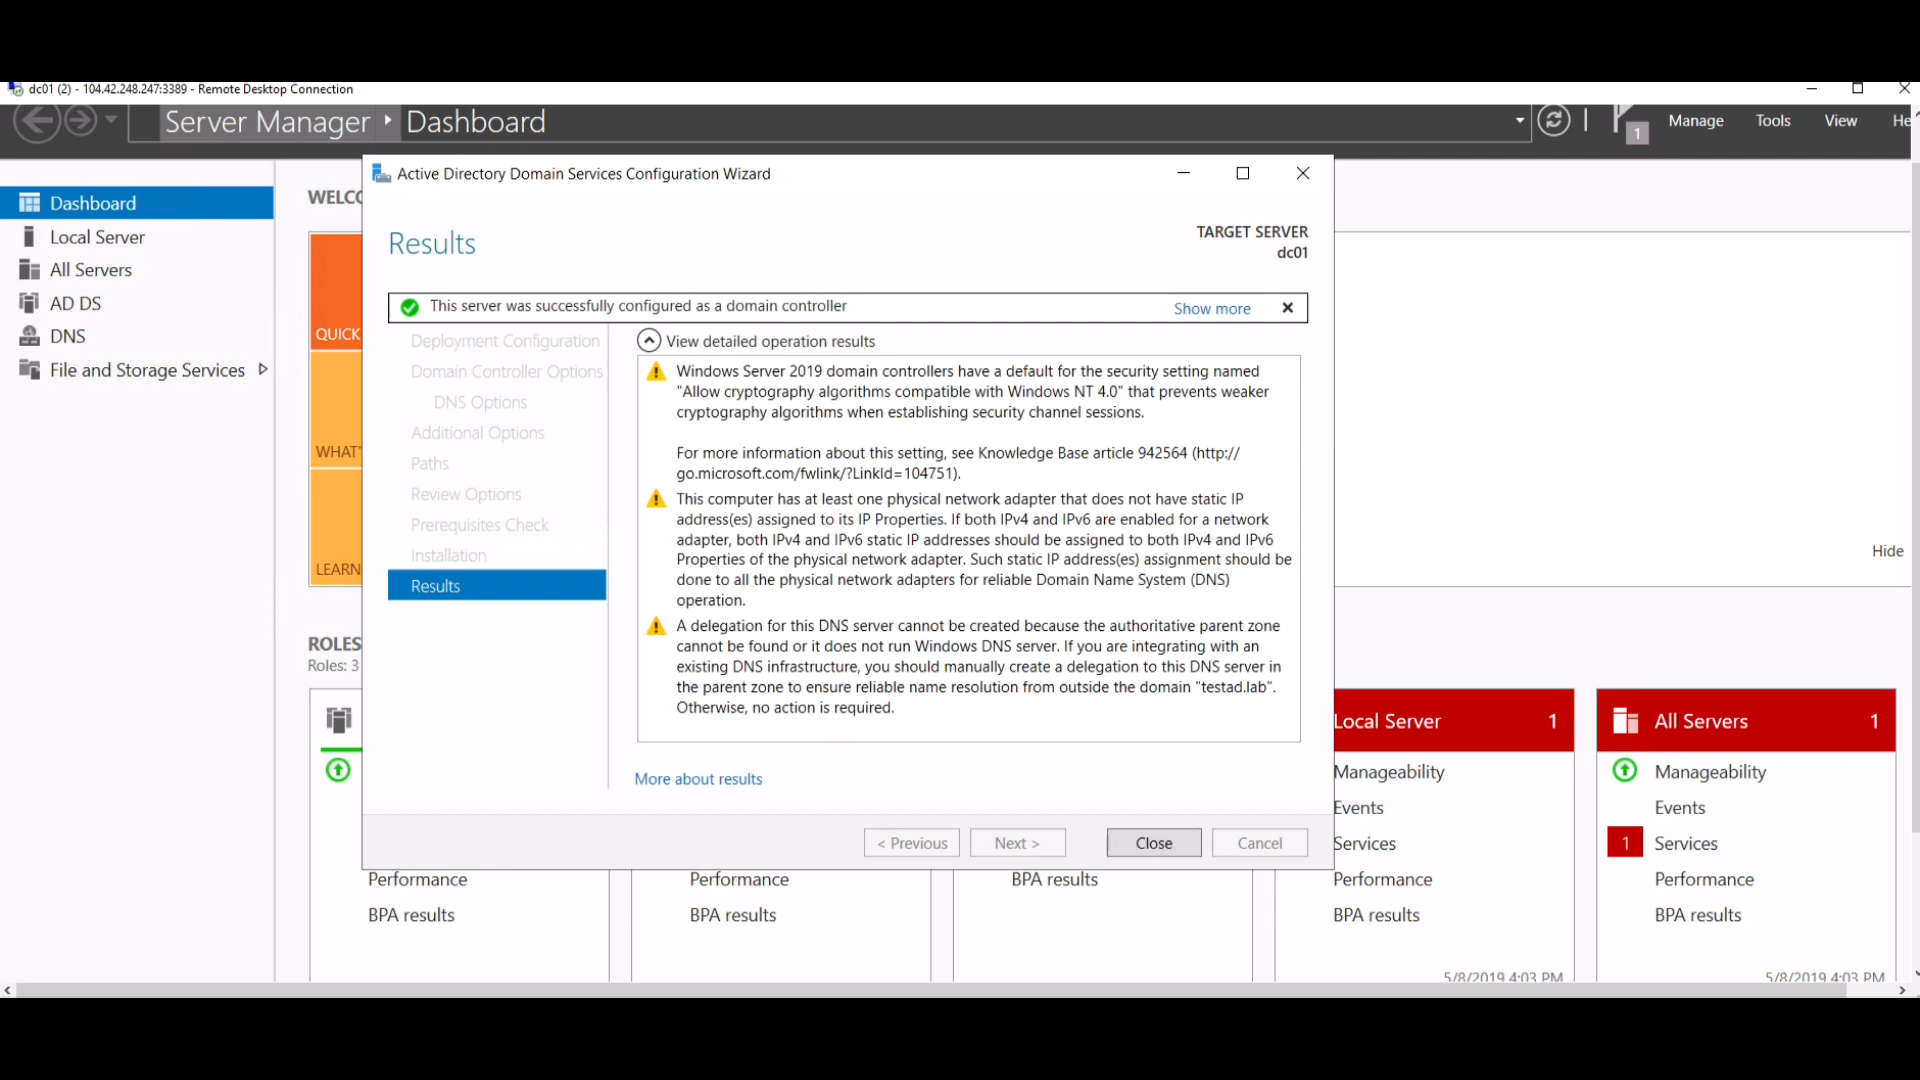 dc01 (2) - 104.42.248.247:3389 - Remote Desktop Connection
Server Manager
Dashboard
1
Manage
Tools
View
Dashboard
Local Server
All Servers
AD DS
DNS
File and Storage Services
QUICK
LEARN
ROLES
Roles: 3
Active Directory Domain Services Configuration Wizard
Results
TARGET SERVER
dc01
This server was successfully configured as a domain controller
Show more
Deployment Configuration
Domain Controller Options
DNS Options
Additional Options
Paths
Review Options
Prerequisites Check
Installation
Results
View detailed operation results
Windows Server 2019 domain controllers have a default for the security setting named
"Allow cryptography algorithms compatible with Windows NT 4.0" that prevents weaker
cryptography algorithms when establishing security channel sessions.
For more information about this setting, see Knowledge Base article 942564 (http://
go.microsoft.com/fwlink/?LinkId=104751).
This computer has at least one physical network adapter that does not have static IP
address(es) assigned to its IP Properties. If both IPv4 and IPv6 are enabled for a network
adapter, both IPv4 and IPv6 static IP addresses should be assigned to both IPv4 and IPv6
Properties of the physical network adapter. Such static IP address(es) assignment should be
done to all the physical network adapters for reliable Domain Name System (DNS)
operation.
A delegation for this DNS server cannot be created because the authoritative parent zone
cannot be found or it does not run Windows DNS server. If you are integrating with an
existing DNS infrastructure, you should manually create a delegation to this DNS server in
the parent zone to ensure reliable name resolution from outside the domain "testad.lab".
Otherwise, no action is required.
More about results
< Previous
Next >
Close
Cancel
Hide
Performance
BPA results
Performance
BPA results
BPA results
Local Server 1
Manageability
Events
Services
Performance
BPA results
5/8/2019 4:03 PM
All Servers 1
Manageability
Events
1 Services
Performance
BPA results
5/8/2019 4:03 PM